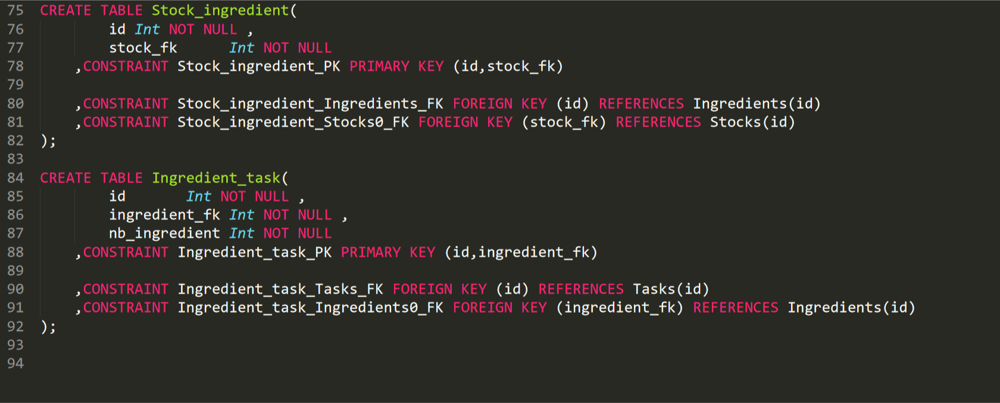 75 CREATE TABLE Stock_ingredient(
76 id Int NOT NULL ,
77 stock_fk Int NOT NULL
78 ,CONSTRAINT Stock_ingredient_PK PRIMARY KEY (id,stock_fk)
79
80 ,CONSTRAINT Stock_ingredient_Ingredients_FK FOREIGN KEY (id) REFERENCES Ingredients(id)
81 ,CONSTRAINT Stock_ingredient_Stocks0_FK FOREIGN KEY (stock_fk) REFERENCES Stocks(id)
82 );
83
84 CREATE TABLE Ingredient_task(
85 id Int NOT NULL ,
86 ingredient_fk Int NOT NULL ,
87 nb_ingredient Int NOT NULL
88 ,CONSTRAINT Ingredient_task_PK PRIMARY KEY (id,ingredient_fk)
89
90 ,CONSTRAINT Ingredient_task_Tasks_FK FOREIGN KEY (id) REFERENCES Tasks(id)
91 ,CONSTRAINT Ingredient_task_Ingredients0_FK FOREIGN KEY (ingredient_fk) REFERENCES Ingredients(id)
92 );
93
94